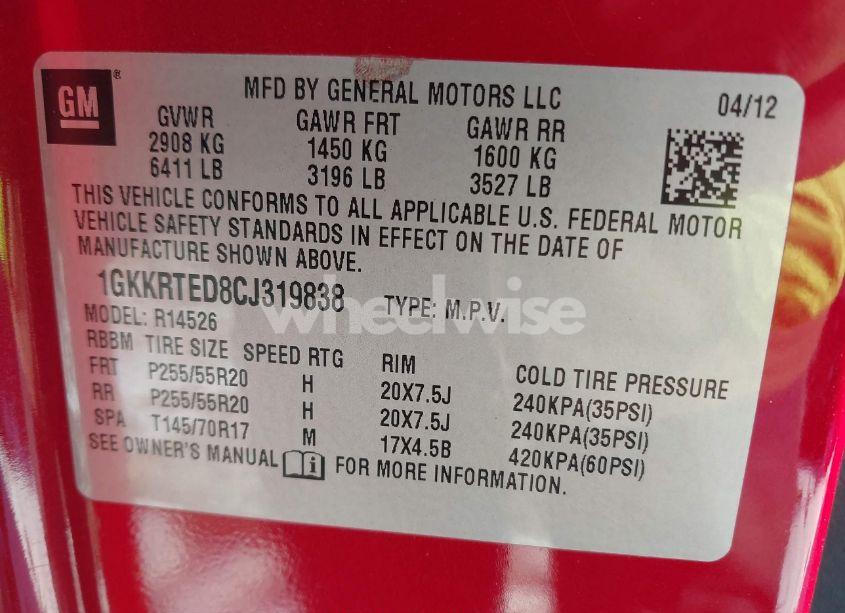 GM ®
MFD BY GENERAL MOTORS LLC 04/12
GVWR GAWR FRT GAWR RR
2908 KG 1450 KG 1600 KG
6411 LB 3196 LB 3527 LB
THIS VEHICLE CONFORMS TO ALL APPLICABLE U.S. FEDERAL MOTOR
VEHICLE SAFETY STANDARDS IN EFFECT ON THE DATE OF
MANUFACTURE SHOWN ABOVE.
1GKKRTED8CJ319838 TYPE: M.P.V.
wheelwise
MODEL: R14526
RBBM TIRE SIZE SPEED RTG RIM COLD TIRE PRESSURE
FRT P255/55R20 H 20X7.5J 240KPA(35PSI)
RR P255/55R20 H 20X7.5J 240KPA(35PSI)
SPA T145/70R17 M 17X4.5B 420KPA(60PSI)
SEE OWNER'S MANUAL i FOR MORE INFORMATION.